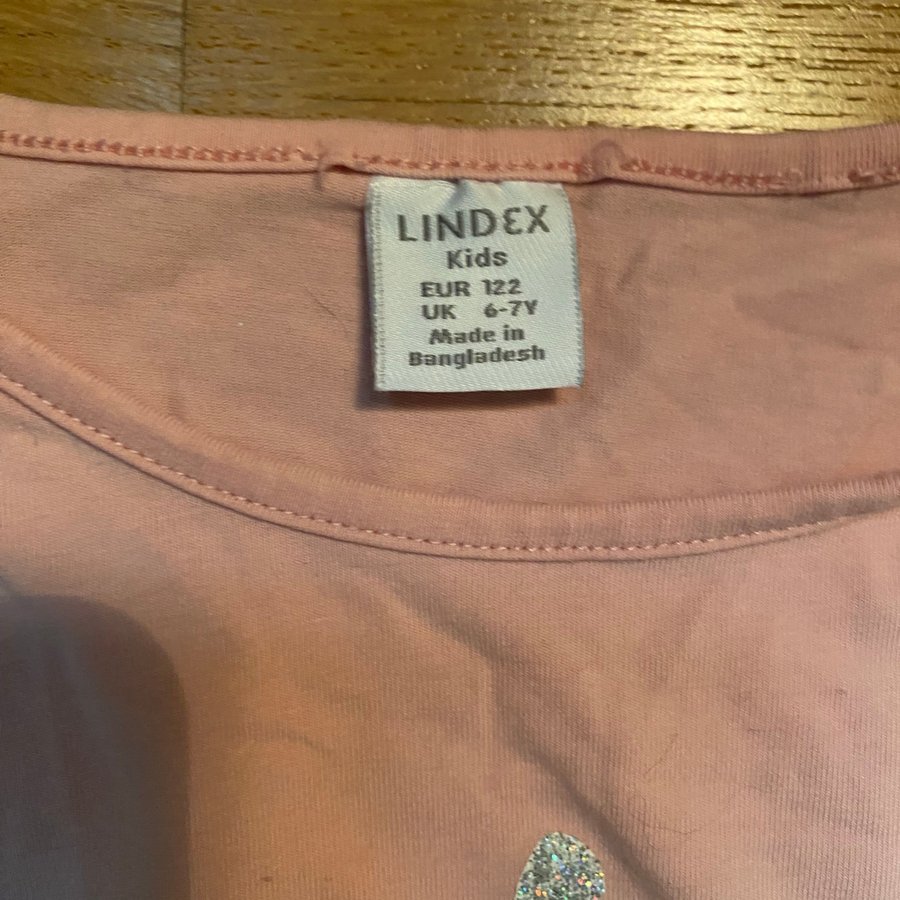 LINDEX
Kids
EUR 122
UK 6-7Y
Made in
Bangladesh